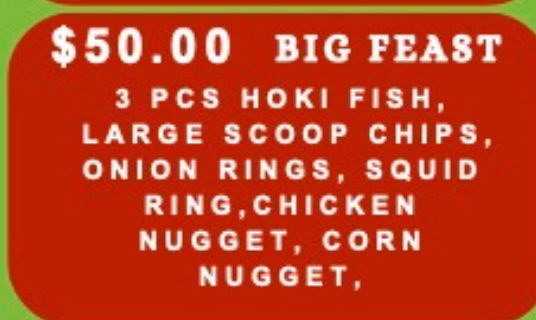 $50.00 BIG FEAST
3 PCS HOKI FISH,
LARGE SCOOP CHIPS,
ONION RINGS, SQUID
RING,CHICKEN
NUGGET, CORN
NUGGET,